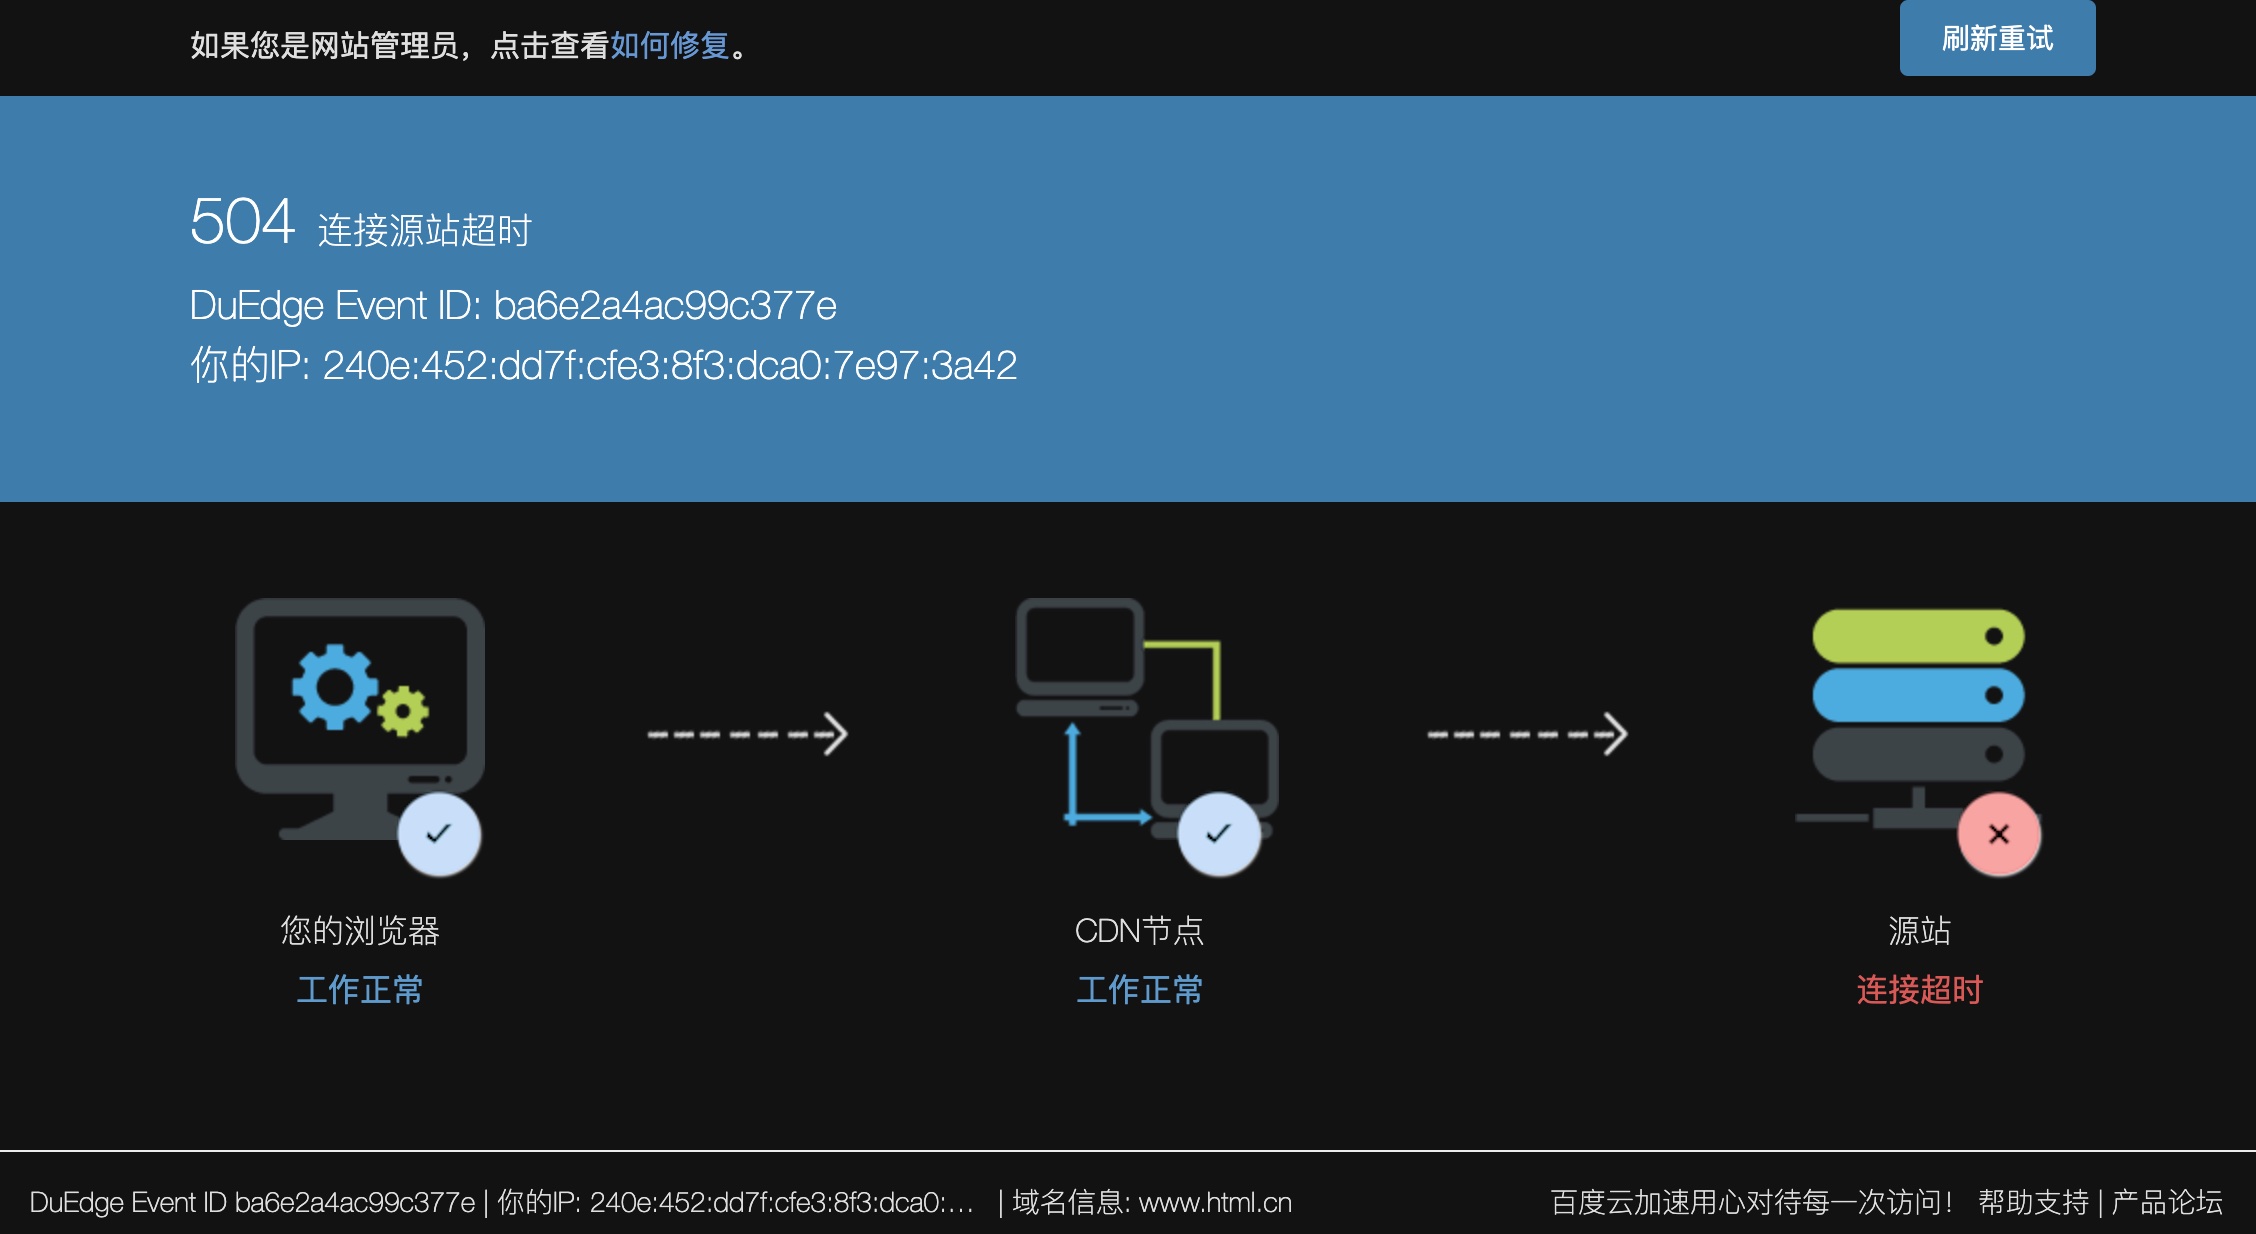 如果您是网站管理员，点击查看如何修复。
刷新重试
504 连接源站超时
DuEdge Event ID: ba6e2a4ac99c377e
你的IP: 240e:452:dd7f:cfe3:8f3:dca0:7e97:3a42
您的浏览器
工作正常
CDN节点
工作正常
源站
连接超时
DuEdge Event ID ba6e2a4ac99c377e | 你的IP: 240e:452:dd7f:cfe3:8f3:dca0:... | 域名信息: www.html.cn
百度云加速用心对待每一次访问！ 帮助支持 | 产品论坛